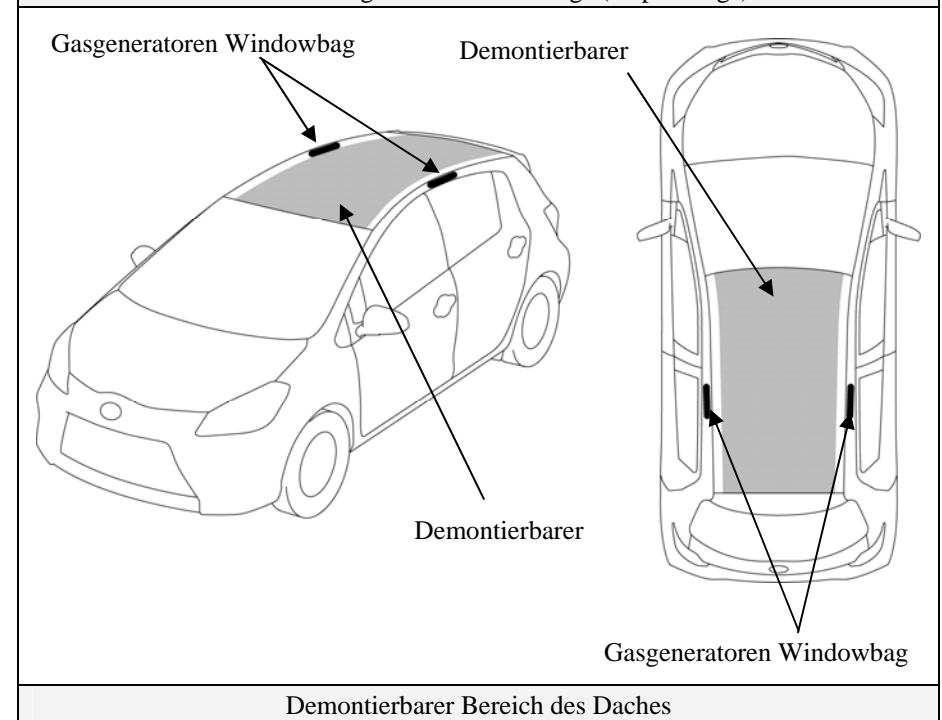 Gasgeneratoren Windowbag
Demontierbarer
Demontierbarer
Gasgeneratoren Windowbag
Demontierbarer Bereich des Daches